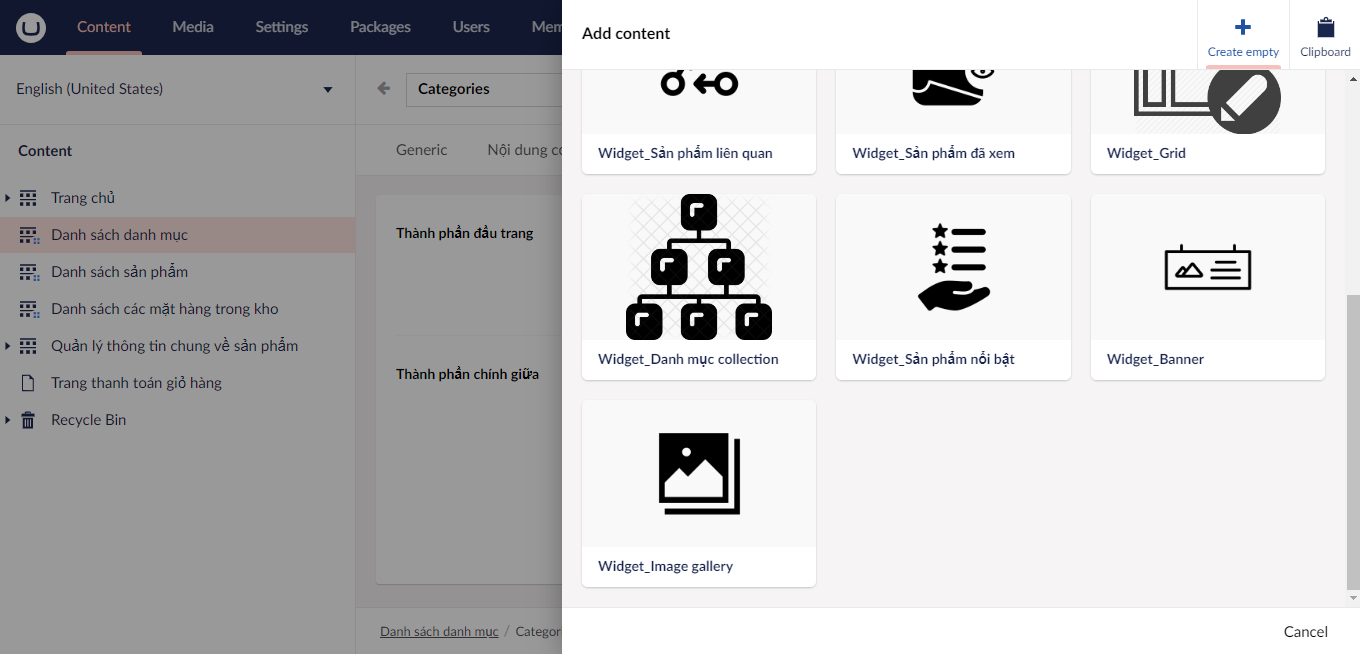 Content
Media
Settings
Packages
Users
Add content
Create empty
Clipboard
English (United States)
Categories
Content
Generic
Nội dung
Trang chủ
Danh sách danh mục
Danh sách sản phẩm
Danh sách các mặt hàng trong kho
Quản lý thông tin chung về sản phẩm
Trang thanh toán giỏ hàng
Recycle Bin
Thành phần đầu trang
Thành phần chính giữa
Danh sách danh mục / Categor
Widget_Sản phẩm liên quan
Widget_Sản phẩm đã xem
Widget_Grid
Widget_Danh mục collection
Widget_Sản phẩm nổi bật
Widget_Banner
Widget_Image gallery
Cancel